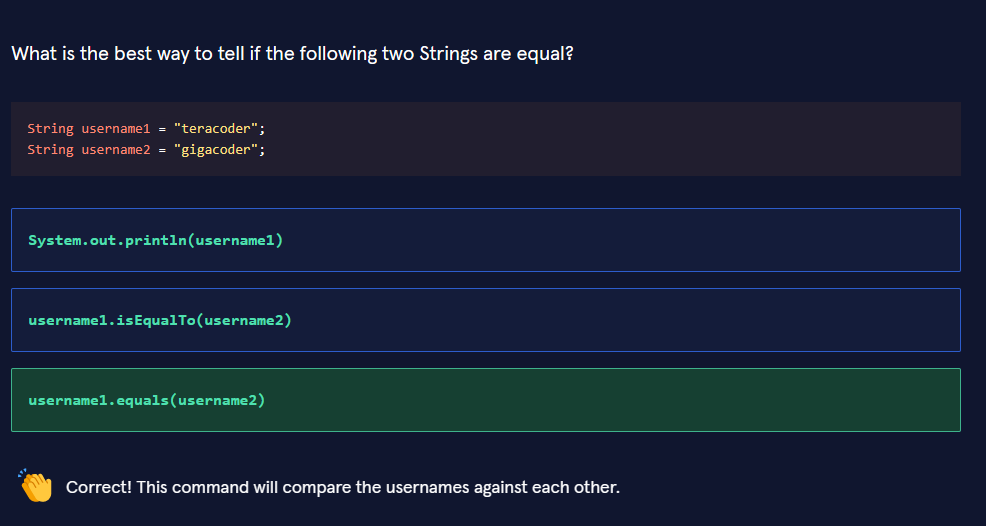 What is the best way to tell if the following two Strings are equal?
String username1 = "teracoder";
String username2 = "gigacoder";
System.out.println(username1)
username1.isEqualTo(username2)
username1.equals(username2)
Correct! This command will compare the usernames against each other.